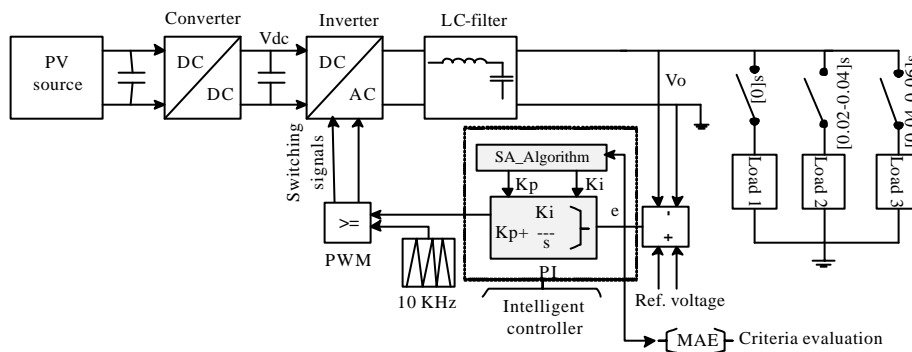 Converter
Inverter
LC-filter
PV
source
DC
DC
Vdc
DC
AC
Vo
[0]s
[0.02-0.04]s
Load 1
Load 2
Load 3
Switching
signals
SA_Algorithm
Kp
Ki
Ki
Kp+ ---
s
e
-
+
>=
PWM
10 KHz
PI
Intelligent
controller
Ref. voltage
MAE
Criteria evaluation